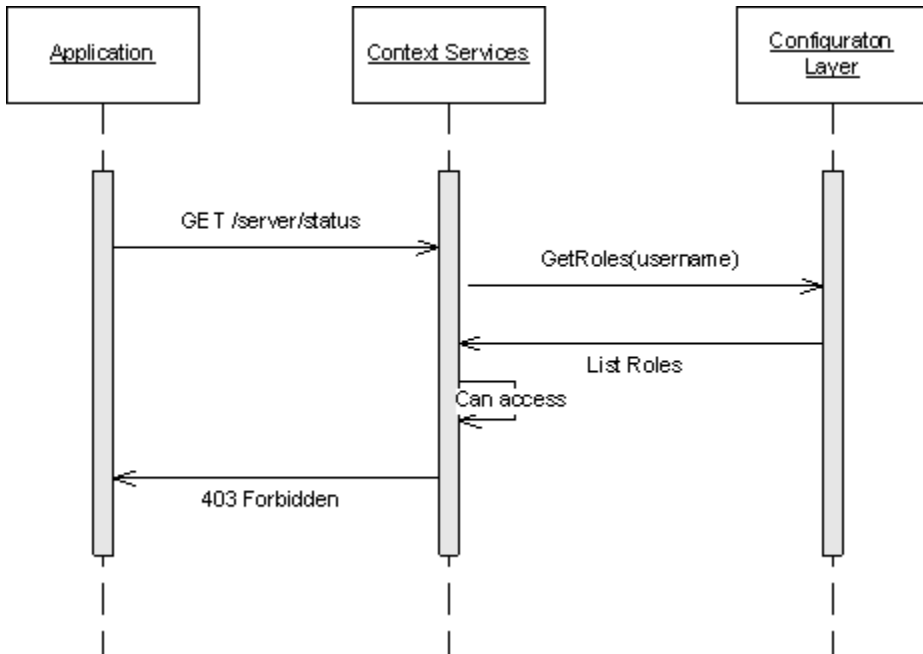 Application
Context Services
Configuraton
Layer
GET /server/status
GetRoles(username)
List Roles
Can access
403 Forbidden